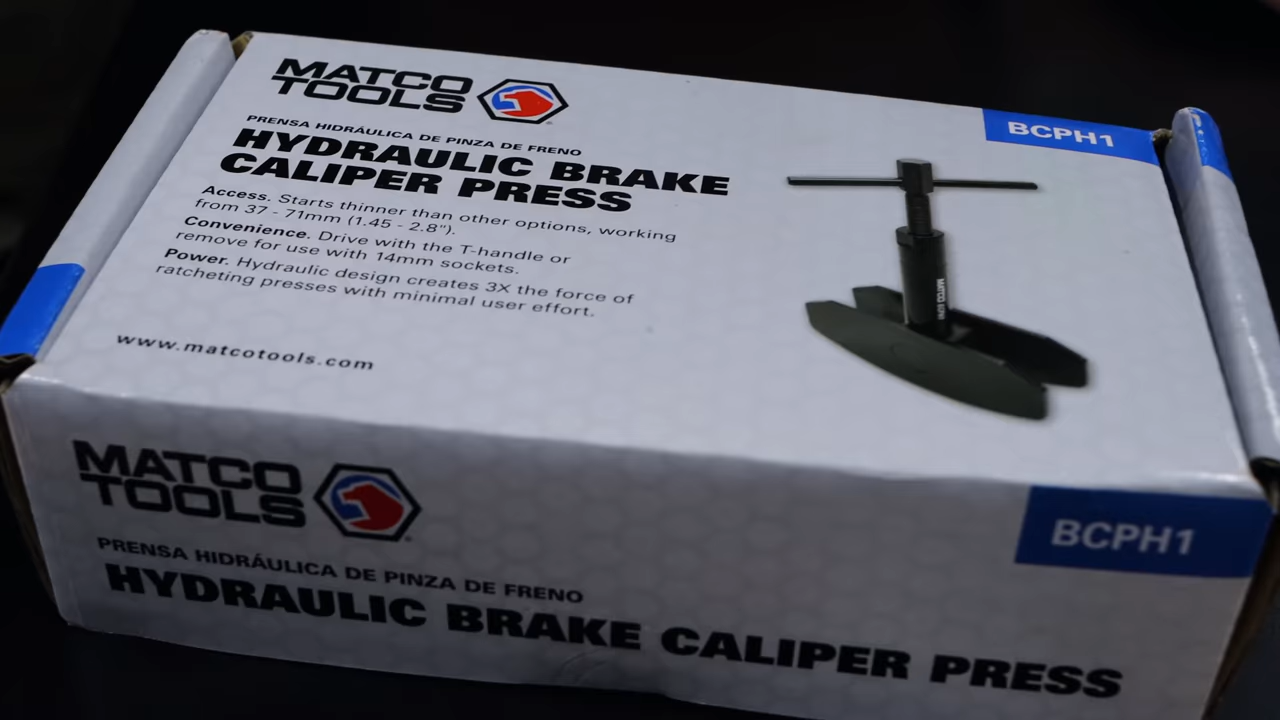 MATCO
TOOLS
PRENSA HIDRÁULICA DE PINZA DE FRENO
HYDRAULIC BRAKE
CALIPER PRESS
Access. Starts thinner than other options, working
from 37 - 71mm (1.45 - 2.8").
Convenience. Drive with the T-handle or
remove for use with 14mm sockets.
Power. Hydraulic design creates 3X the force of
ratcheting presses with minimal user effort.
www.matcotools.com
BCPH1
MATCO
MATCO
TOOLS
PRENSA HIDRÁULICA DE PINZA DE FRENO
HYDRAULIC BRAKE CALIPER PRESS
BCPH1